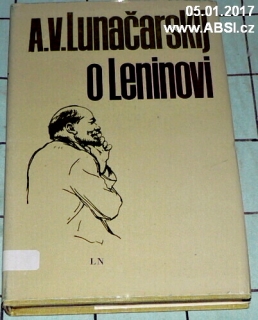 05.01.2017
www.ABSI.cz
A.V. Lunačarskij
o Leninovi
LN